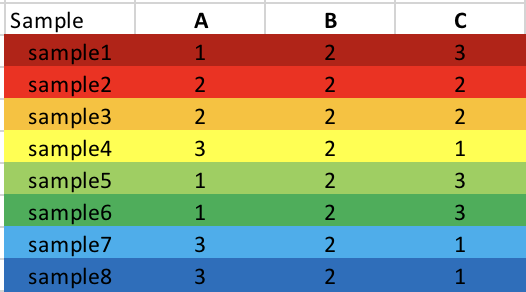 Sample A B C
sample1 1 2 3
sample2 2 2 2
sample3 2 2 2
sample4 3 2 1
sample5 1 2 3
sample6 1 2 3
sample7 3 2 1
sample8 3 2 1